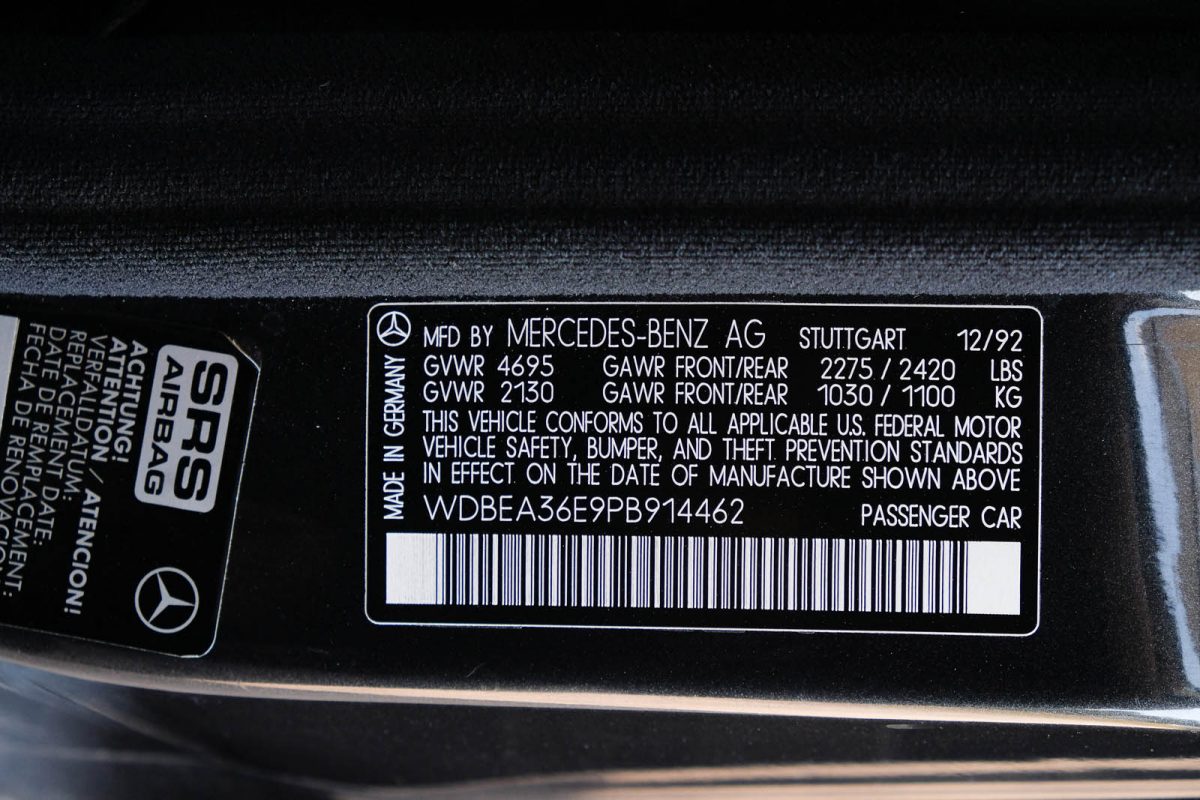 MFD BY MERCEDES-BENZ AG STUTTGART 12/92
GVWR 4695 GAWR FRONT/REAR 2275 / 2420 LBS
GVWR 2130 GAWR FRONT/REAR 1030 / 1100 KG
THIS VEHICLE CONFORMS TO ALL APPLICABLE U.S. FEDERAL MOTOR
VEHICLE SAFETY, BUMPER, AND THEFT PREVENTION STANDARDS
IN EFFECT ON THE DATE OF MANUFACTURE SHOWN ABOVE
WDBEA36E9PB914462 PASSENGER CAR
MADE IN GERMANY
SRS
AIRBAG
ACHTUNG!
ATTENTION / ATENCION!
VERFALLDATUM:
REPLACEMENT DATE:
DATE DE REMPLACEMENT:
FECHA DE RENOVACION: